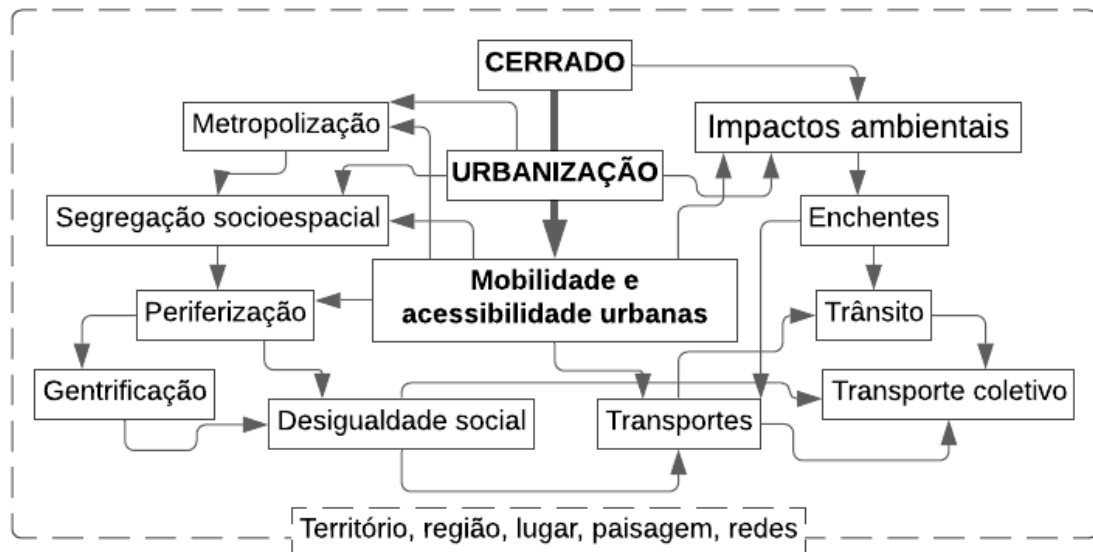 CERRADO
Metropolização
Impactos ambientais
URBANIZAÇÃO
Segregação socioespacial
Enchentes
Mobilidade e
acessibilidade urbanas
Periferização
Trânsito
Gentrificação
Transporte coletivo
Desigualdade social
Transportes
Território, região, lugar, paisagem, redes